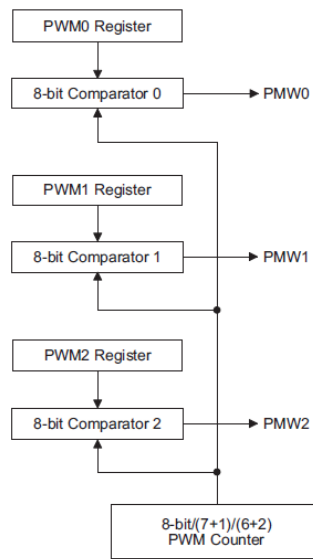 PWM0 Register
8-bit Comparator 0
PMW0
PWM1 Register
8-bit Comparator 1
PMW1
PWM2 Register
8-bit Comparator 2
PMW2
8-bit/(7+1)/(6+2)
PWM Counter